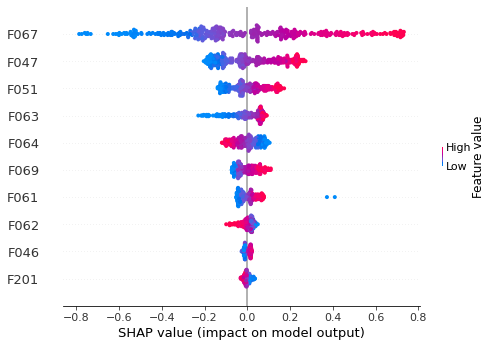 F067
F047
F051
F063
F064
F069
F061
F062
F046
F201
−0.8 −0.6 −0.4 −0.2 0.0 0.2 0.4 0.6 0.8
SHAP value (impact on model output)
High
Low
Feature value